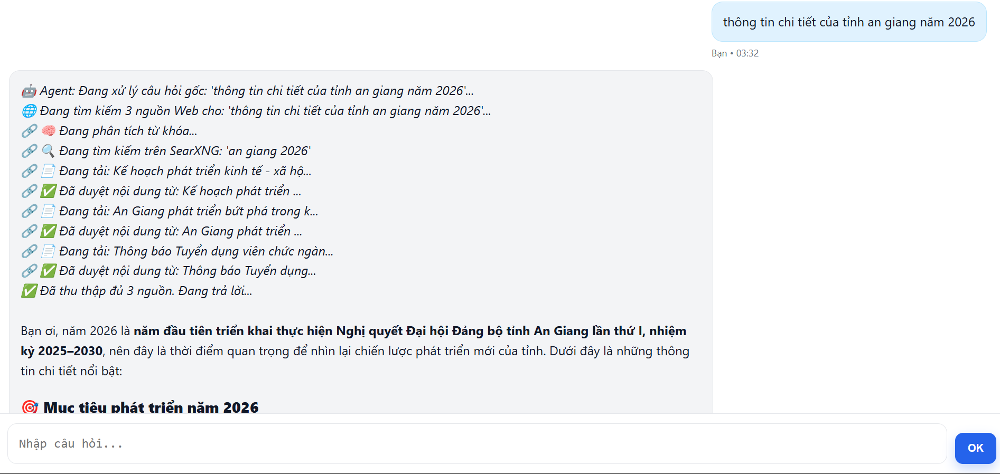 thông tin chi tiết của tỉnh an giang năm 2026
Bạn • 03:32
🤖 Agent: Đang xử lý câu hỏi gốc: 'thông tin chi tiết của tỉnh an giang năm 2026'...
🌐 Đang tìm kiếm 3 nguồn Web cho: 'thông tin chi tiết của tỉnh an giang năm 2026'...
🔗 🧠 Đang phân tích từ khóa...
🔗 🔍 Đang tìm kiếm trên SearXNG: 'an giang 2026'
🔗 📄 Đang tải: Kế hoạch phát triển kinh tế - xã hộ...
🔗 ✅ Đã duyệt nội dung từ: Kế hoạch phát triển ...
🔗 📄 Đang tải: An Giang phát triển bứt phá trong k...
🔗 ✅ Đã duyệt nội dung từ: An Giang phát triển ...
🔗 📄 Đang tải: Thông báo Tuyển dụng viên chức ngàn...
🔗 ✅ Đã duyệt nội dung từ: Thông báo Tuyển dụng...
✅ Đã thu thập đủ 3 nguồn. Đang trả lời...
Bạn ơi, năm 2026 là năm đầu tiên triển khai thực hiện Nghị quyết Đại hội Đảng bộ tỉnh An Giang lần thứ I, nhiệm
kỳ 2025–2030, nên đây là thời điểm quan trọng để nhìn lại chiến lược phát triển mới của tỉnh. Dưới đây là những thông
tin chi tiết nổi bật:
🎯 Mục tiêu phát triển năm 2026
Nhập câu hỏi...
OK